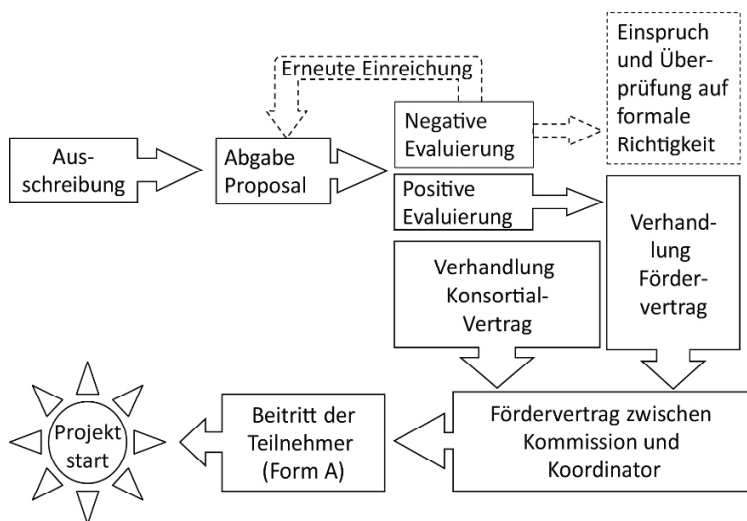 Erneute Einreichung
Einspruch
und Über-
prüfung auf
formale
Richtigkeit
Aus-
schreibung
Abgabe
Proposal
Negative
Evaluierung
Positive
Evaluierung
Verhand-
lung
Förder-
vertrag
Verhandlung
Konsortial-
Vertrag
Fördervertrag zwischen
Kommission und
Koordinator
Beitritt der
Teilnehmer
(Form A)
Projekt
start